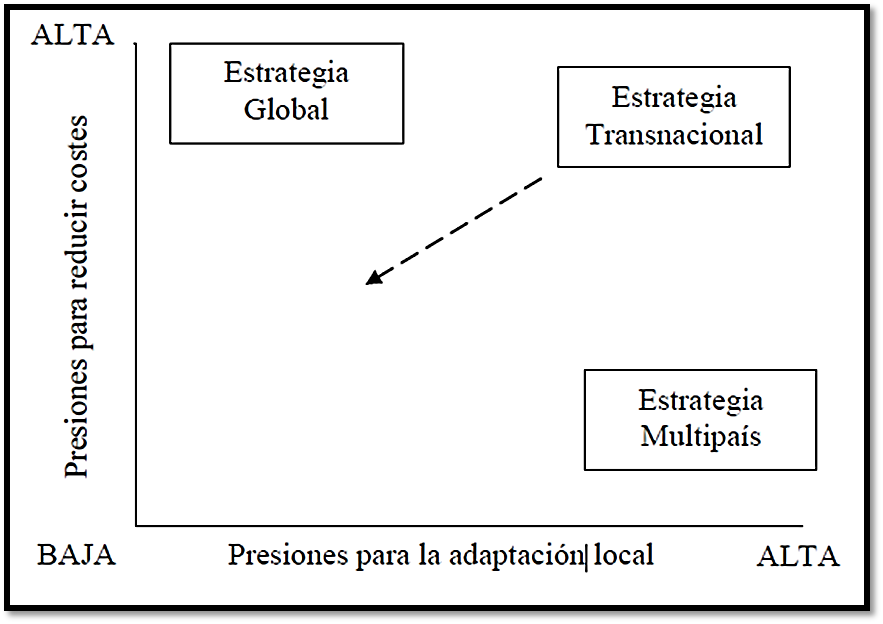 ALTA
Estrategia
Global
Estrategia
Transnacional
Presiones para reducir costes
Estrategia
Multipaís
BAJA
Presiones para la adaptación local
ALTA